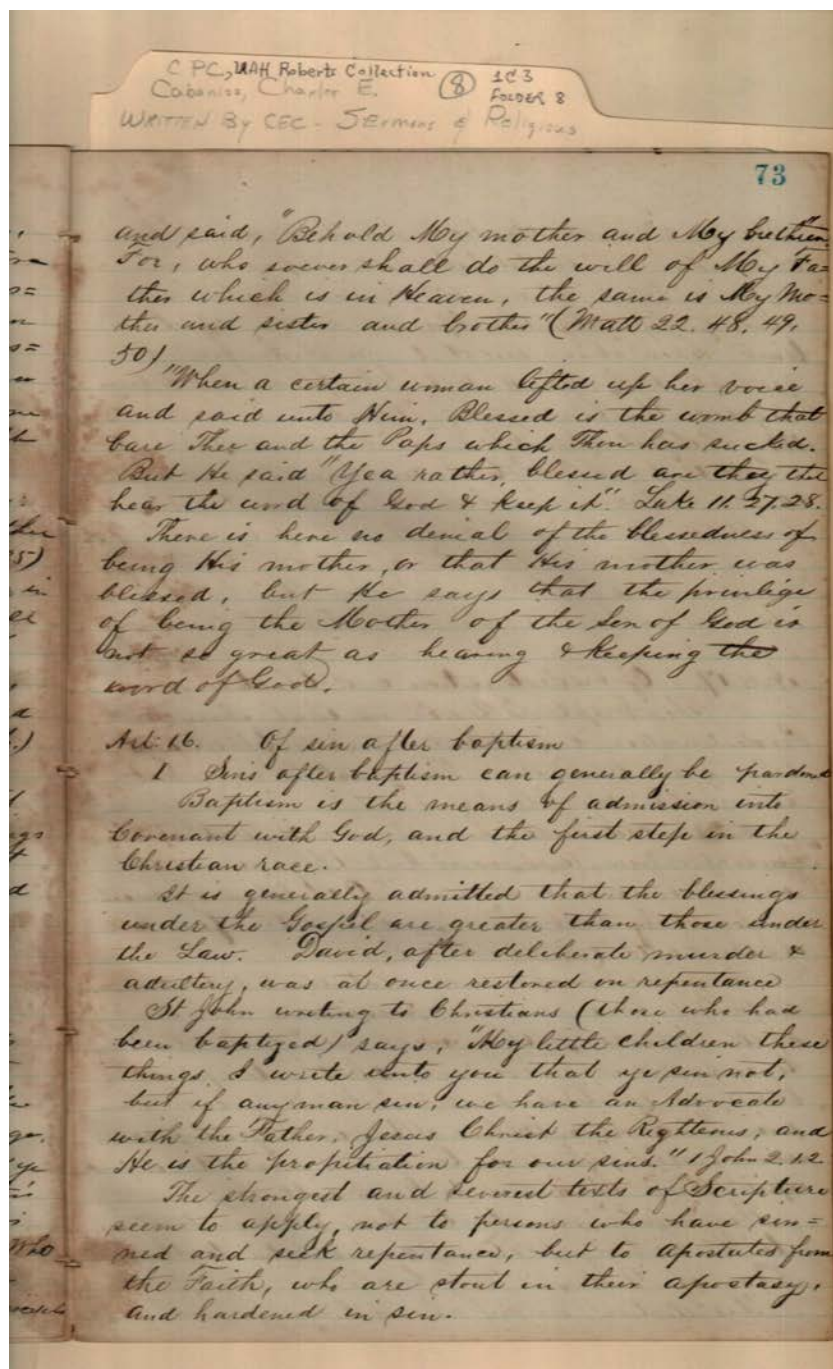 C PC, UAH Roberts Collection
Cabaniss, Charles E.
8
1C3
FOLDER 8
WRITTEN By CEC - SERmons & Religious
73
and said, "Behold My mother and My brethren"
For, who soever shall do the will of My Fa=
ther which is in Heaven, the same is My Mo=
ther and sister and brother" (Matt 22. 48. 49.
50)
"When a certain woman lifted up her voice
and said unto Him. Blessed is the womb that
bare Thee and the Paps which Thou has sucked.
But He said "Yea rather, blessed are they that
hear the word of God & keep it". Luke 11. 27. 28.
There is here no denial of the blessedness of
being His mother, or that His mother was
blessed, but He says that the privilige
of being the Mother of the Son of God is
not so great as hearing & keeping the
word of God.
Art. 16. Of sin after baptism
1 Sins after baptism can generally be pardoned
Baptism is the means of admission into
Covenant with God, and the first step in the
Christian race.
It is generally admitted that the blessings
under the Gospel are greater than those under
the Law. David, after deliberate murder &
adultery, was at once restored on repentance
St John writing to Christians (those who had
been baptized) says, "My little children these
things I write unto you that ye sin not,
but if any man sin, we have an Advocate
with the Father, Jesus Christ the Righteous, and
He is the propitiation for our sins." 1 John 2. 1.2
The strongest and severest texts of Scripture
seem to apply, not to persons who have sin=
ned and seek repentance, but to apostates from
the Faith, who are stout in their apostasy,
and hardened in sin.